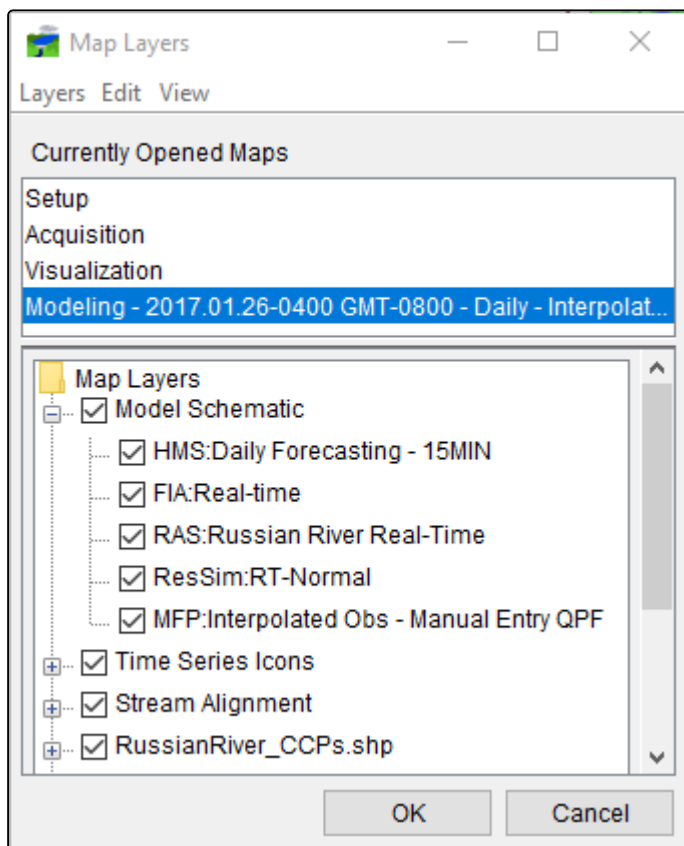 Map Layers
Layers Edit View
Currently Opened Maps
Setup
Acquisition
Visualization
Modeling - 2017.01.26-0400 GMT-0800 - Daily - Interpolat...
Map Layers
Model Schematic
HMS:Daily Forecasting - 15MIN
FIA:Real-time
RAS:Russian River Real-Time
ResSim:RT-Normal
MFP:Interpolated Obs - Manual Entry QPF
Time Series Icons
Stream Alignment
RussianRiver_CCPs.shp
OK Cancel